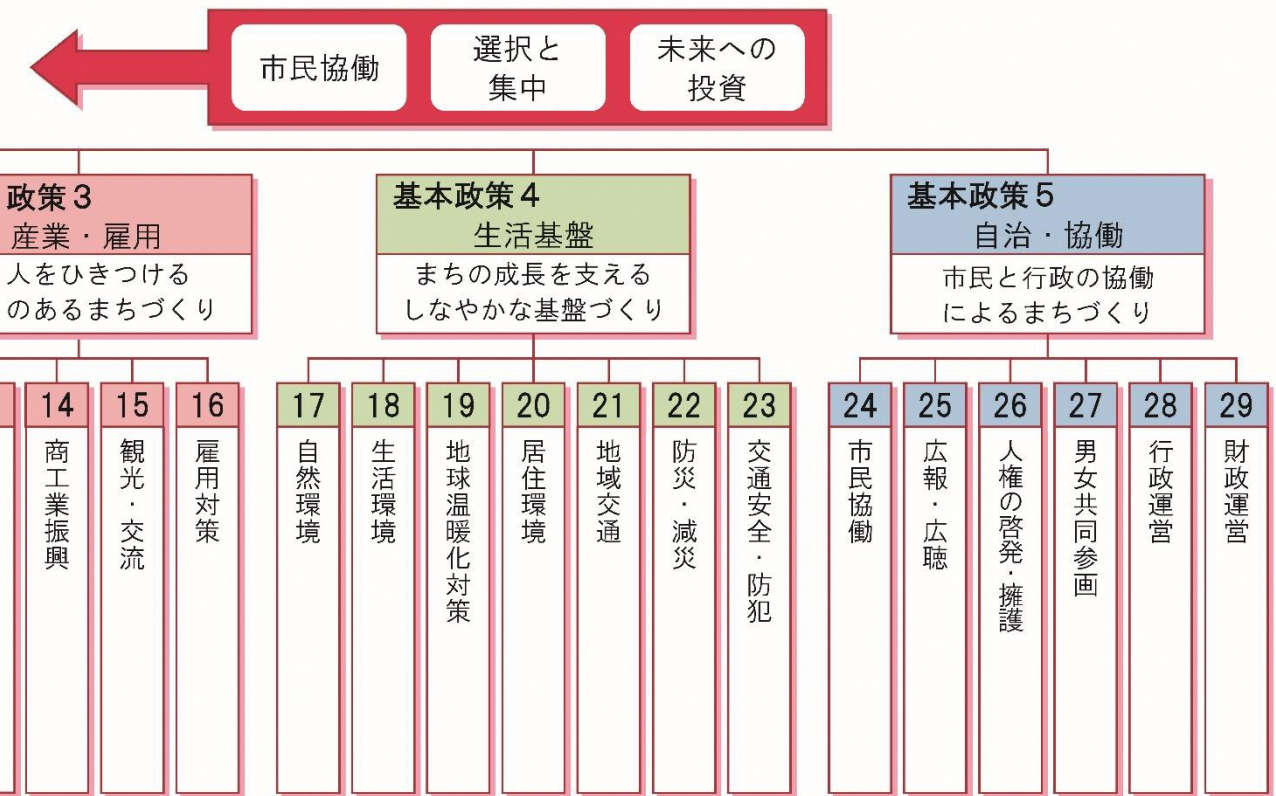 市民協働
選択と
集中
未来への
投資
政策3
産業・雇用
人をひきつける
のあるまちづくり
基本政策4
生活基盤
まちの成長を支える
しなやかな基盤づくり
基本政策5
自治・協働
市民と行政の協働
によるまちづくり
14
商工業振興
15
観光・交流
16
雇用対策
17
自然環境
18
生活環境
19
地球温暖化対策
20
居住環境
21
地域交通
22
防災・減災
23
交通安全・防犯
24
市民協働
25
広報・広聴
26
人権の啓発・擁護
27
男女共同参画
28
行政運営
29
財政運営